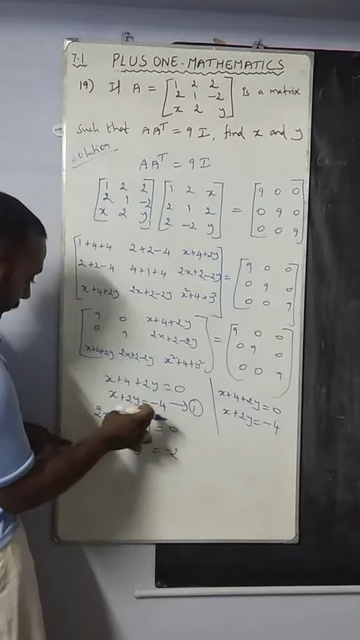 7.1 PLUS ONE - MATHEMATICS
19) If A = [1 2 2
2 1 -2
x 2 y] Is a matrix
such that AAᵀ = 9 I, find x and y
solution
AAᵀ = 9I
[1 2 2 [1 2 x = [9 0 0
2 1 -2 2 1 2 0 9 0
x 2 y] 2 -2 y] 0 0 9]
[1+4+4 2+2-4 x+4+2y = [9 0 0
2+2-4 4+1+4 2x+2-2y 0 9 0
x+4+2y 2x+2-2y x²+4+y²] 0 0 9]
[9 0 x+4+2y = [9 0 0
0 9 2x+2-2y 0 9 0
x+4+2y 2x+2-2y x²+4+y²] 0 0 9]
x+4+2y = 0
x+2y = -4 → ①
= 0
= -2
x+4+2y = 0
x+2y = -4